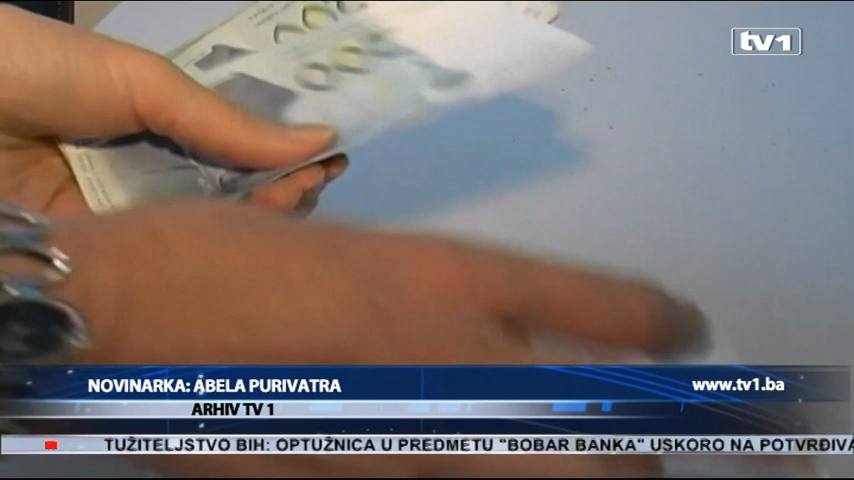 tv1
NOVINARKA: ABELA PURIVATRA
www.tv1.ba
ARHIV TV 1
TUŽITELJSTVO BIH: OPTUŽNICA U PREDMETU "BOBAR BANKA" USKORO NA POTVRĐIVA